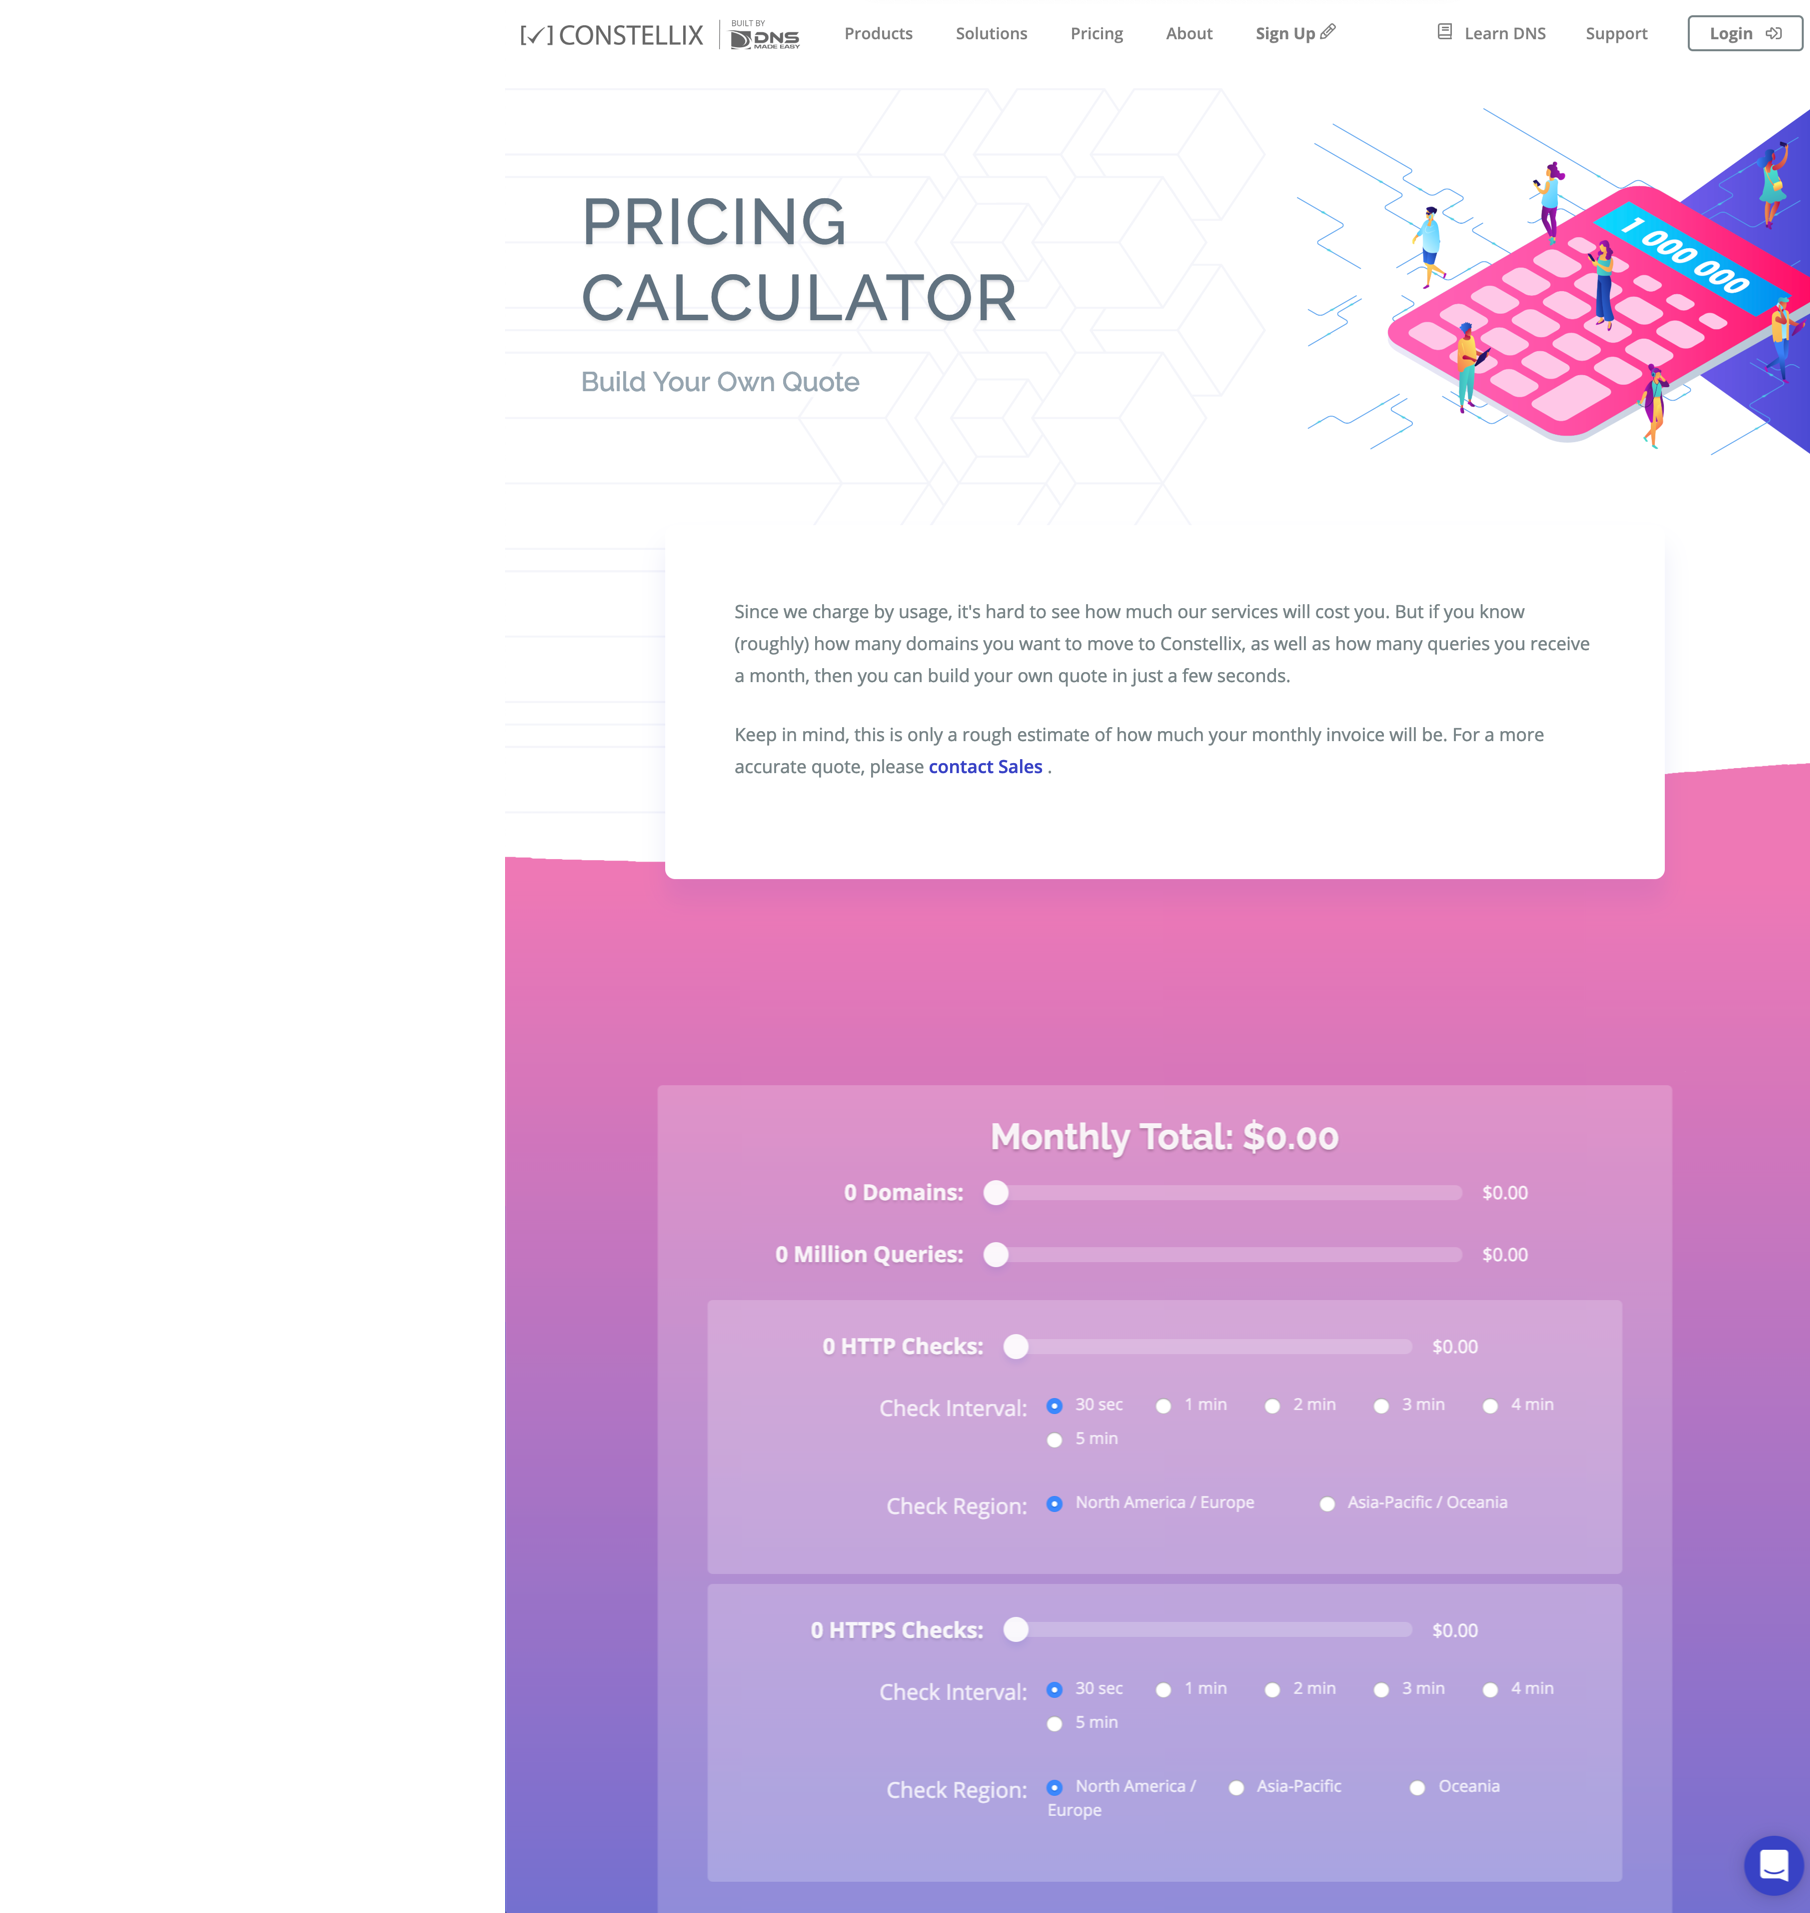 CONSTELLIX
BUILT BY
DNS
MADE EASY
Products
Solutions
Pricing
About
Sign Up
Learn DNS
Support
Login
PRICING
CALCULATOR
Build Your Own Quote
1 000 000
Since we charge by usage, it's hard to see how much our services will cost you. But if you know
(roughly) how many domains you want to move to Constellix, as well as how many queries you receive
a month, then you can build your own quote in just a few seconds.
Keep in mind, this is only a rough estimate of how much your monthly invoice will be. For a more
accurate quote, please contact Sales .
Monthly Total: $0.00
0 Domains: $0.00
0 Million Queries: $0.00
0 HTTP Checks: $0.00
Check Interval: 30 sec 1 min 2 min 3 min 4 min
5 min
Check Region: North America / Europe Asia-Pacific / Oceania
0 HTTPS Checks: $0.00
Check Interval: 30 sec 1 min 2 min 3 min 4 min
5 min
Check Region: North America / Asia-Pacific Oceania
Europe